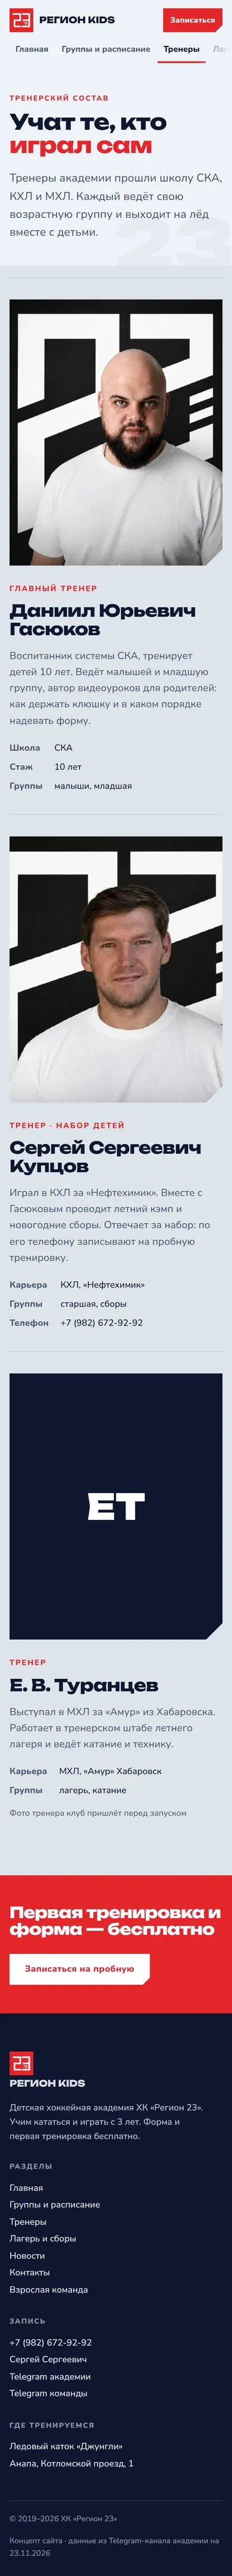 23 РЕГИОН KIDS
Записаться
Главная Группы и расписание Тренеры
ТРЕНЕРСКИЙ СОСТАВ
Учат те, кто
играл сам
Тренеры академии прошли школу СКА,
КХЛ и МХЛ. Каждый ведёт свою
возрастную группу и выходит на лёд
вместе с детьми.
23
ГЛАВНЫЙ ТРЕНЕР
Даниил Юрьевич
Гасюков
Воспитанник системы СКА, тренирует
детей 10 лет. Ведёт малышей и младшую
группу, автор видеоуроков для родителей:
как держать клюшку и в каком порядке
надевать форму.
Школа СКА
Стаж 10 лет
Группы малыши, младшая
ТРЕНЕР · НАБОР ДЕТЕЙ
Сергей Сергеевич
Купцов
Играл в КХЛ за «Нефтехимик». Вместе с
Гасюковым проводит летний кэмп и
новогодние сборы. Отвечает за набор: по
его телефону записывают на пробную
тренировку.
Карьера КХЛ, «Нефтехимик»
Группы старшая, сборы
Телефон +7 (982) 672-92-92
ЕТ
ТРЕНЕР
Е. В. Туранцев
Выступал в МХЛ за «Амур» из Хабаровска.
Работает в тренерском штабе летнего
лагеря и ведёт катание и технику.
Карьера МХЛ, «Амур» Хабаровск
Группы лагерь, катание
Фото тренера клуб пришлёт перед запуском
Первая тренировка и
форма — бесплатно
Записаться на пробную
23
РЕГИОН KIDS
Детская хоккейная академия ХК «Регион 23».
Учим кататься и играть с 3 лет. Форма и
первая тренировка бесплатно.
РАЗДЕЛЫ
Главная
Группы и расписание
Тренеры
Лагерь и сборы
Новости
Контакты
Взрослая команда
ЗАПИСЬ
+7 (982) 672-92-92
Сергей Сергеевич
Telegram академии
Telegram команды
ГДЕ ТРЕНИРУЕМСЯ
Ледовый каток «Джунгли»
Анапа, Котломской проезд, 1
© 2019–2026 ХК «Регион 23»
Концепт сайта · данные из Telegram-канала академии на
23.11.2026